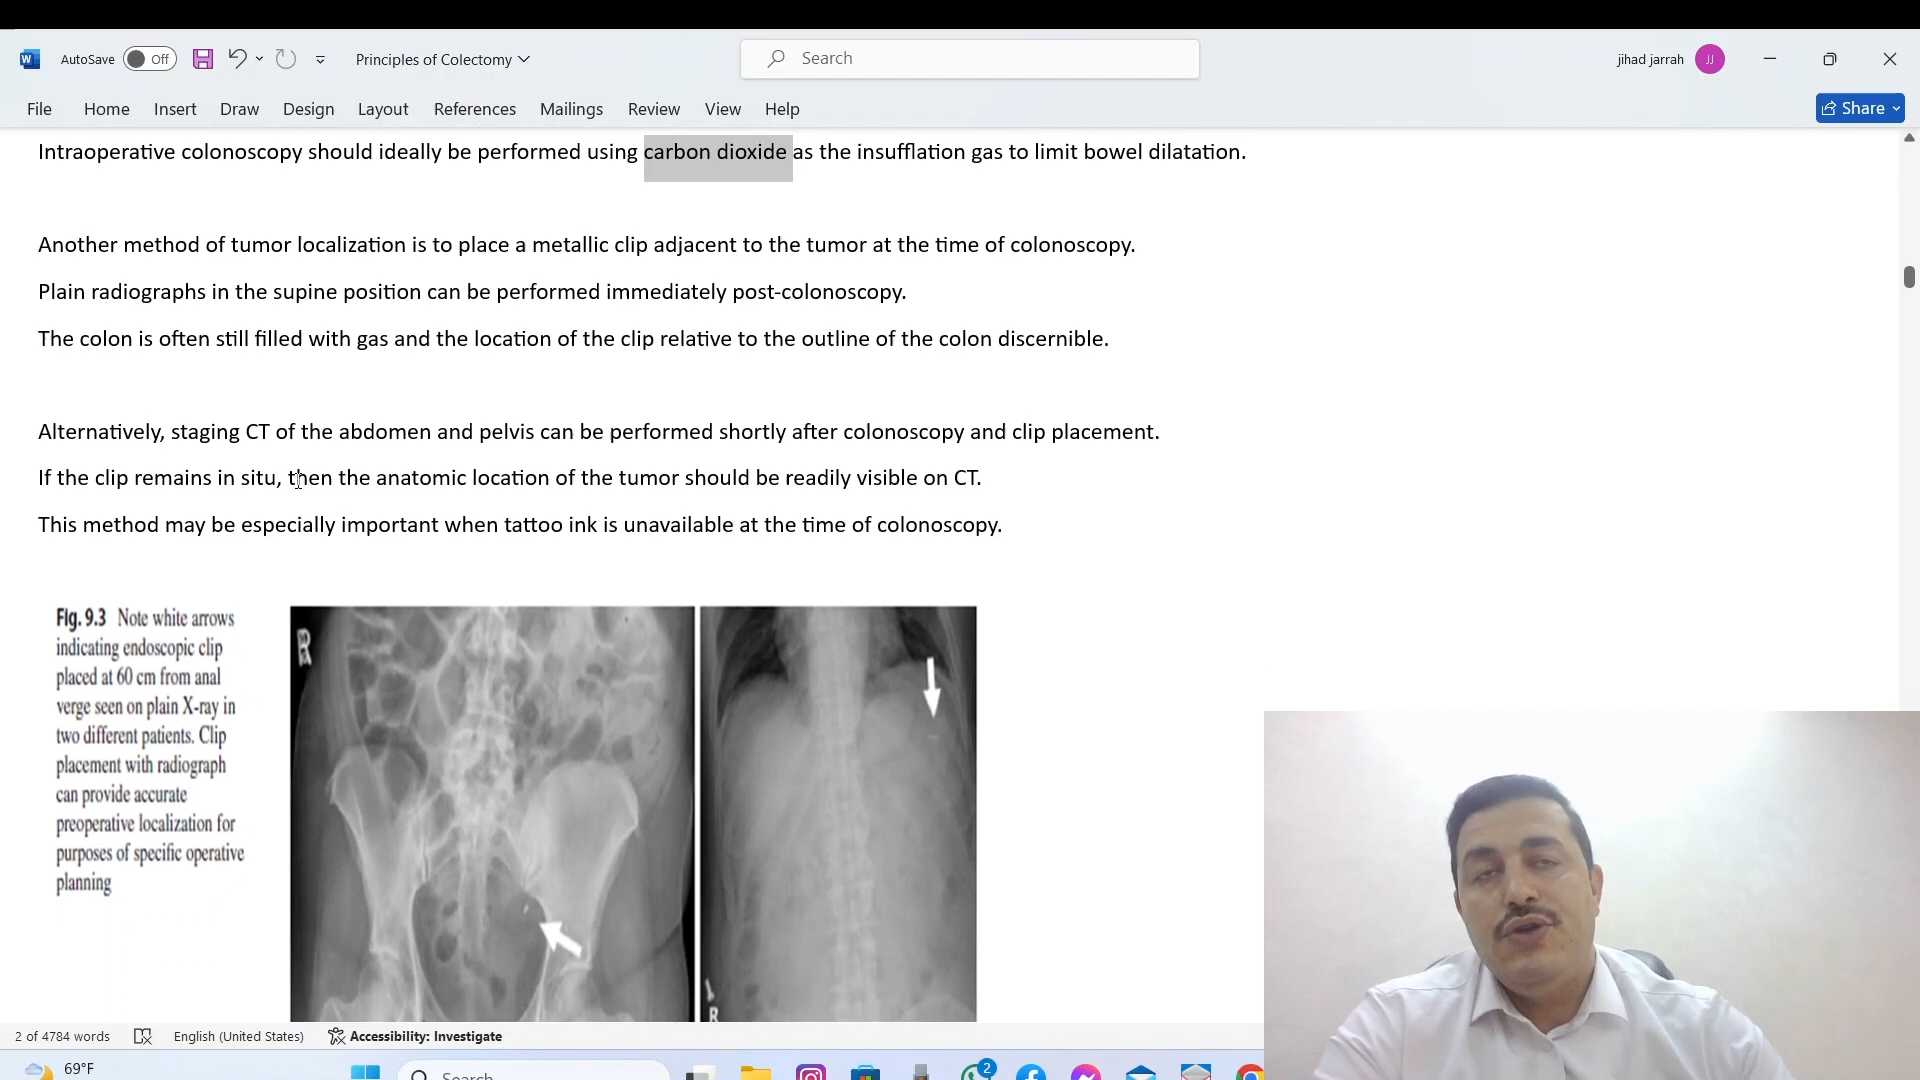 AutoSave Off Principles of Colectomy Search jihad jarrah JJ
File Home Insert Draw Design Layout References Mailings Review View Help Share
Intraoperative colonoscopy should ideally be performed using carbon dioxide as the insufflation gas to limit bowel dilatation.
Another method of tumor localization is to place a metallic clip adjacent to the tumor at the time of colonoscopy.
Plain radiographs in the supine position can be performed immediately post-colonoscopy.
The colon is often still filled with gas and the location of the clip relative to the outline of the colon discernible.
Alternatively, staging CT of the abdomen and pelvis can be performed shortly after colonoscopy and clip placement.
If the clip remains in situ, then the anatomic location of the tumor should be readily visible on CT.
This method may be especially important when tattoo ink is unavailable at the time of colonoscopy.
Fig. 9.3 Note white arrows
indicating endoscopic clip
placed at 60 cm from anal
verge seen on plain X-ray in
two different patients. Clip
placement with radiograph
can provide accurate
preoperative localization for
purposes of specific operative
planning
R
R
2 of 4784 words English (United States) Accessibility: Investigate
69°F
Search
2